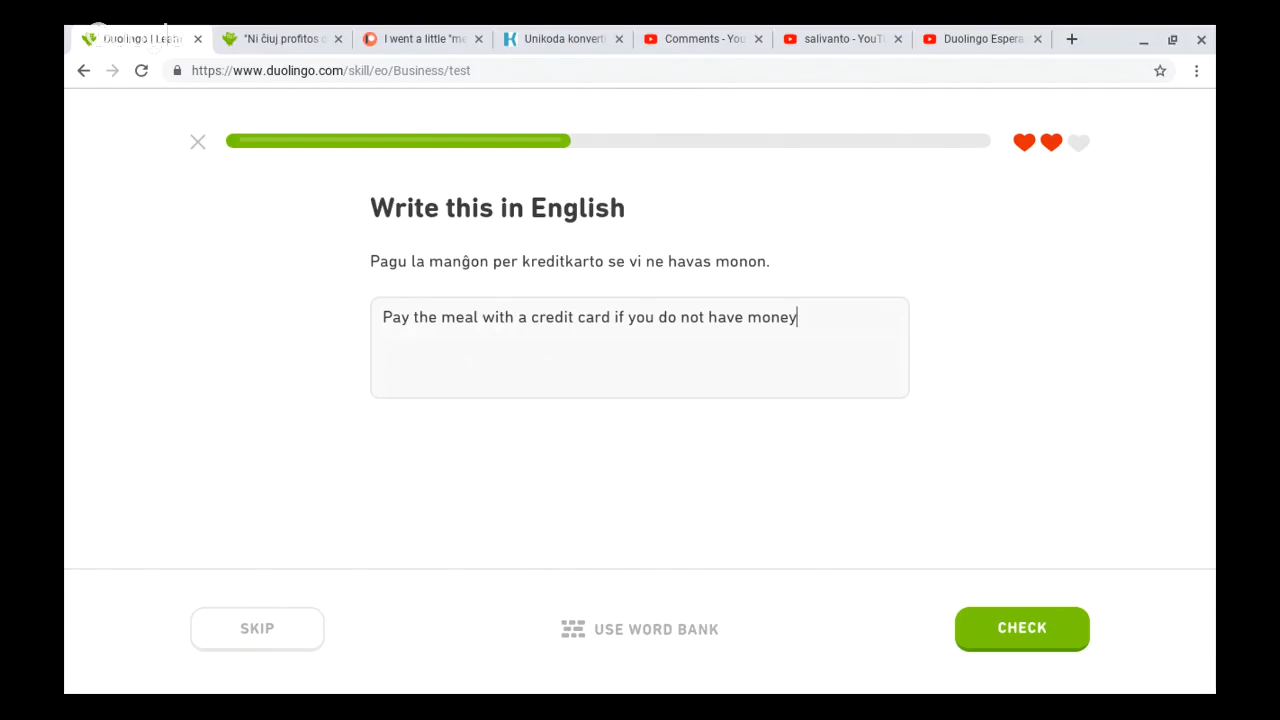 Duolingo | Lear
"Ni ĉiuj profitos
I went a little "me
Unikoda konverti
Comments - You
salivanto - YouT
Duolingo Espera
https://www.duolingo.com/skill/eo/Business/test
Write this in English
Pagu la manĝon per kreditkarto se vi ne havas monon.
Pay the meal with a credit card if you do not have money
SKIP
USE WORD BANK
CHECK